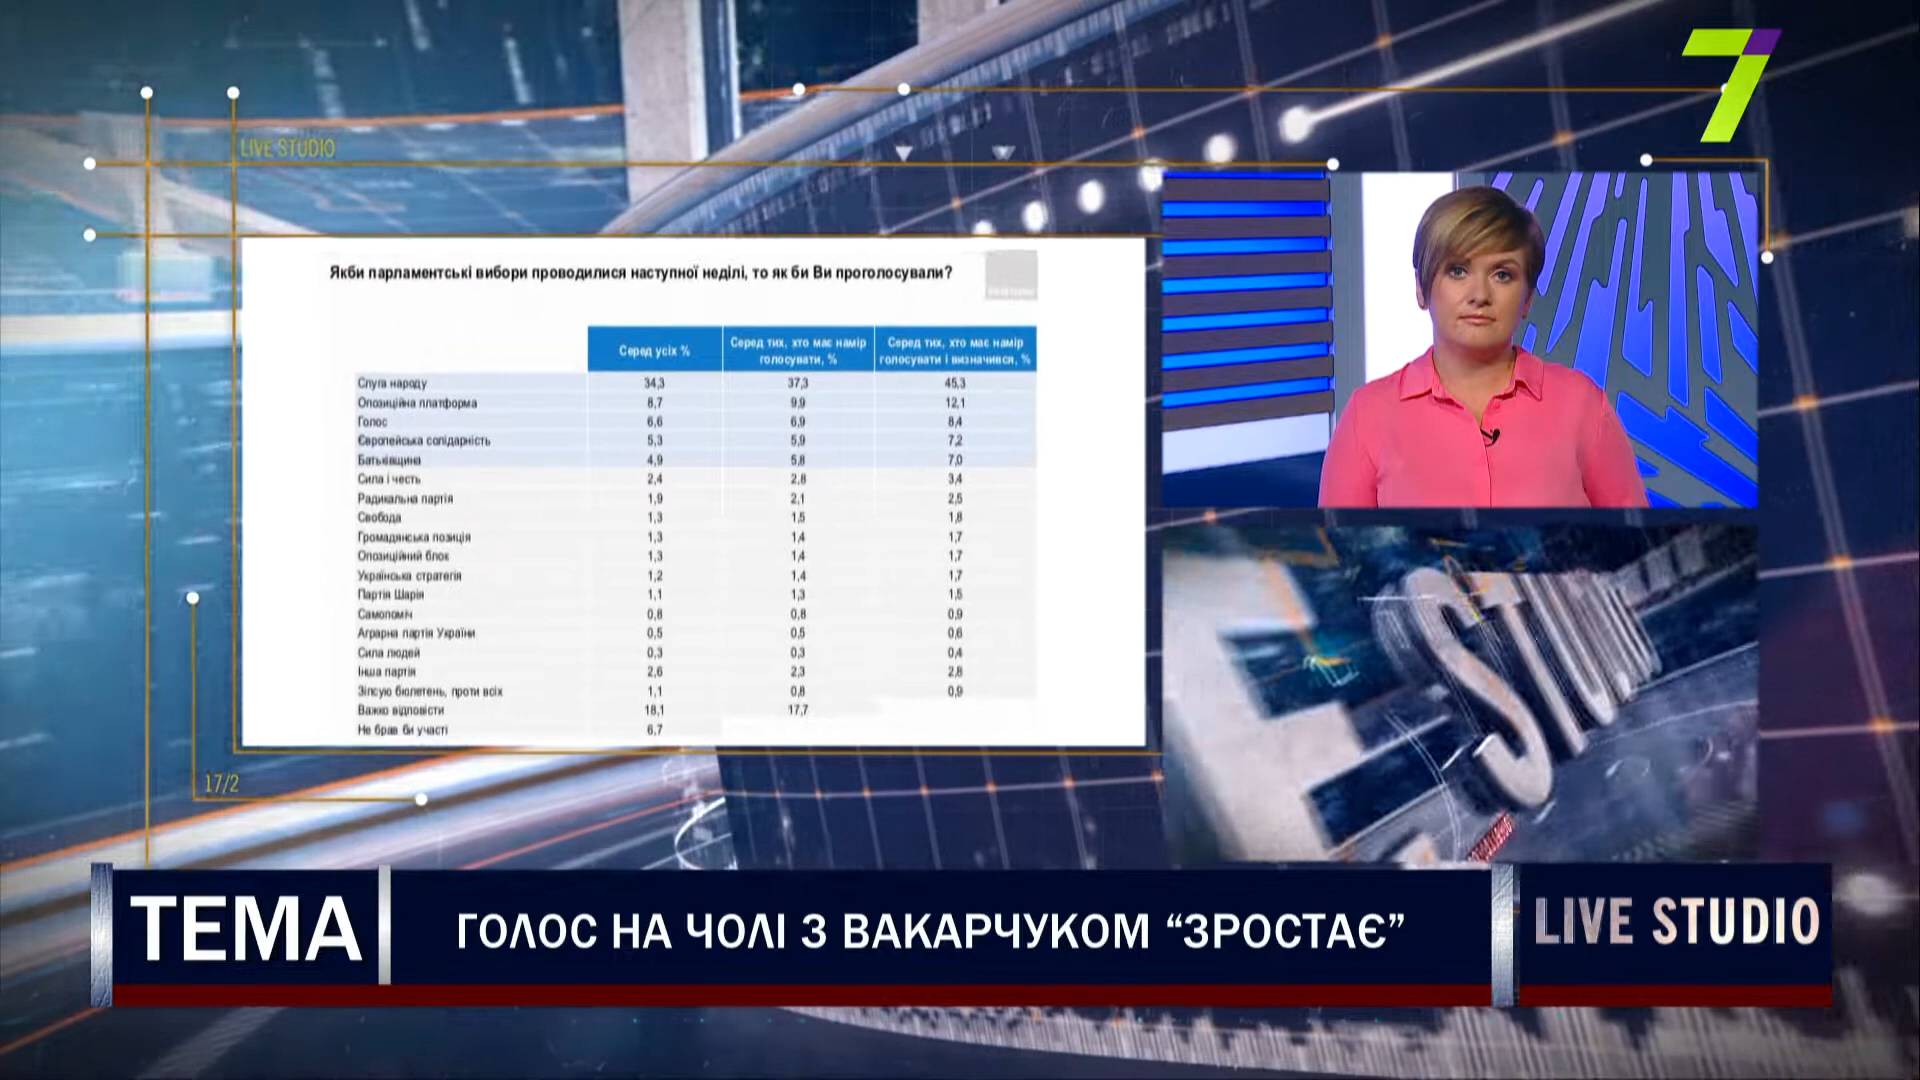 7
LIVE STUDIO
Якби парламентські вибори проводилися наступної неділі, то як би Ви проголосували?
Серед усіх %
Серед тих, хто має намір голосувати, %
Серед тих, хто має намір голосувати і визначився, %
Слуга народу 34,3 37,3 45,3
Опозиційна платформа 8,7 9,9 12,1
Голос 6,6 6,9 8,4
Європейська солідарність 5,3 5,9 7,2
Батьківщина 4,9 5,8 7,0
Сила і честь 2,4 2,8 3,4
Радикальна партія 1,9 2,1 2,5
Свобода 1,3 1,5 1,8
Громадянська позиція 1,3 1,4 1,7
Опозиційний блок 1,3 1,4 1,7
Українська стратегія 1,2 1,4 1,7
Партія Шарія 1,1 1,3 1,5
Самопоміч 0,8 0,8 0,9
Аграрна партія України 0,5 0,5 0,6
Сила людей 0,3 0,3 0,4
Інша партія 2,6 2,3 2,8
Зіпсую бюлетень, проти всіх 1,1 0,8 0,9
Важко відповісти 18,1 17,7
Не брав би участі 6,7
17/2
STUDIO
ТЕМА
ГОЛОС НА ЧОЛІ З ВАКАРЧУКОМ “ЗРОСТАЄ”
LIVE STUDIO